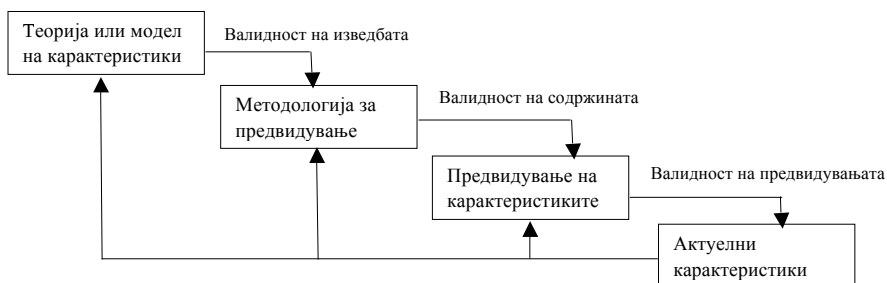 Теорија или модел
на карактеристики
Валидност на изведбата
Методологија за
предвидување
Валидност на содржината
Предвидување на
карактеристиките
Валидност на предвидувањата
Актуелни
карактеристики